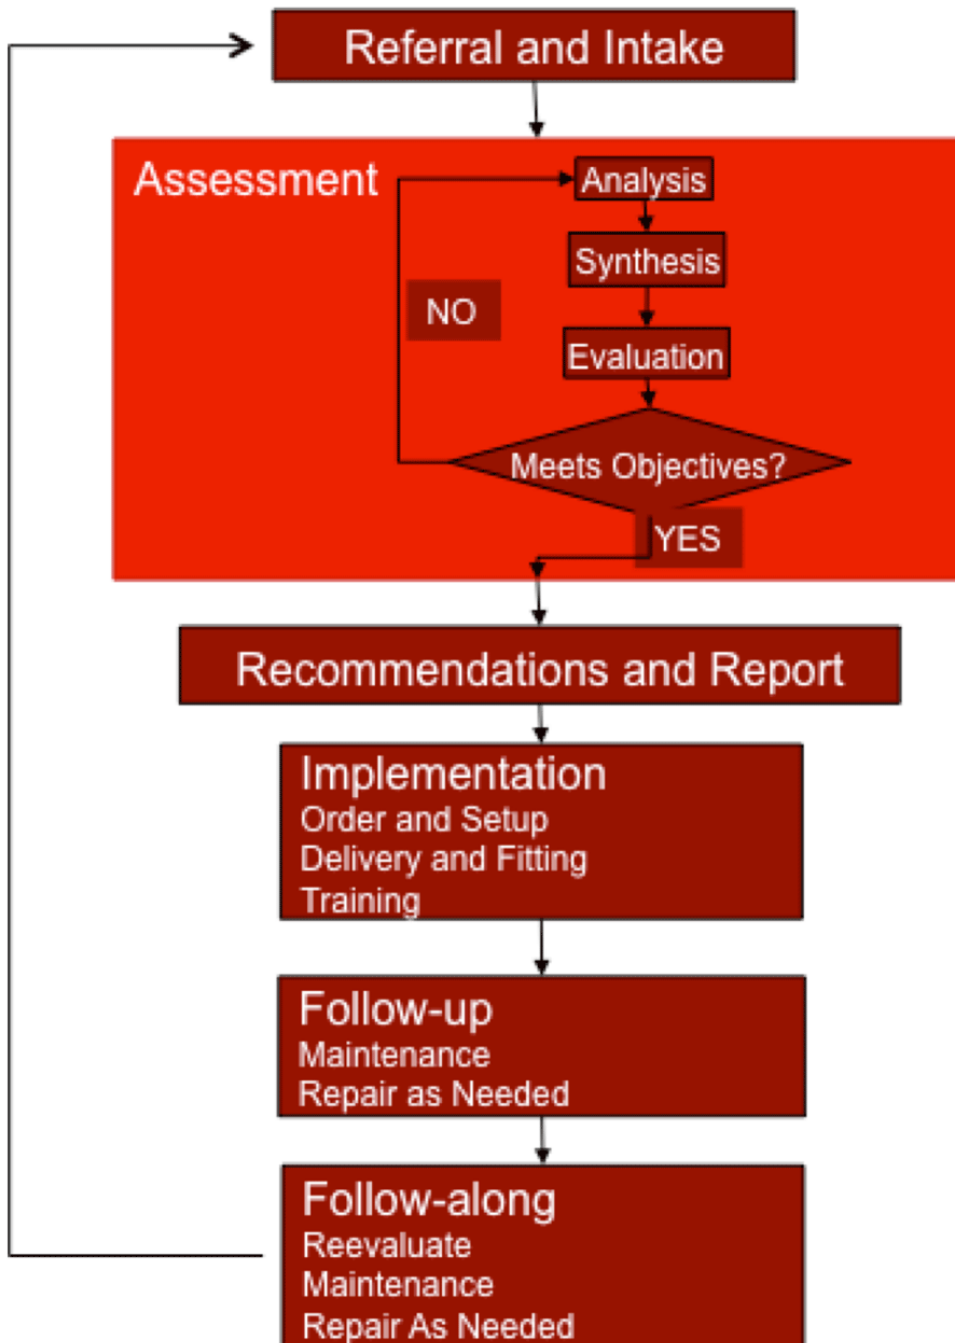 Referral and Intake
Assessment
Analysis
Synthesis
NO
Evaluation
Meets Objectives?
YES
Recommendations and Report
Implementation
Order and Setup
Delivery and Fitting
Training
Follow-up
Maintenance
Repair as Needed
Follow-along
Reevaluate
Maintenance
Repair As Needed